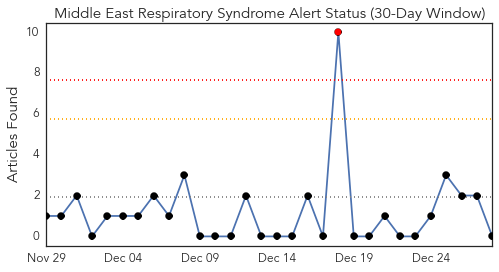 Middle East Respiratory Syndrome Alert Status (30-Day Window)
Articles Found
10
8
6
4
2
0
Nov 29 Dec 04 Dec 09 Dec 14 Dec 19 Dec 24